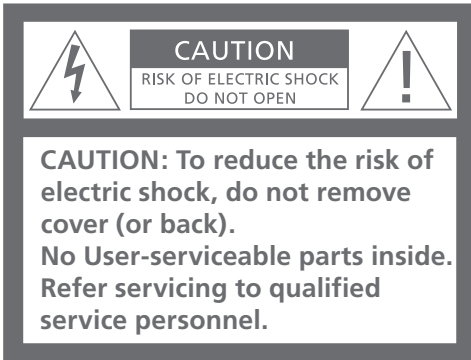 CAUTION
RISK OF ELECTRIC SHOCK
DO NOT OPEN
!
CAUTION: To reduce the risk of
electric shock, do not remove
cover (or back).
No User-serviceable parts inside.
Refer servicing to qualified
service personnel.